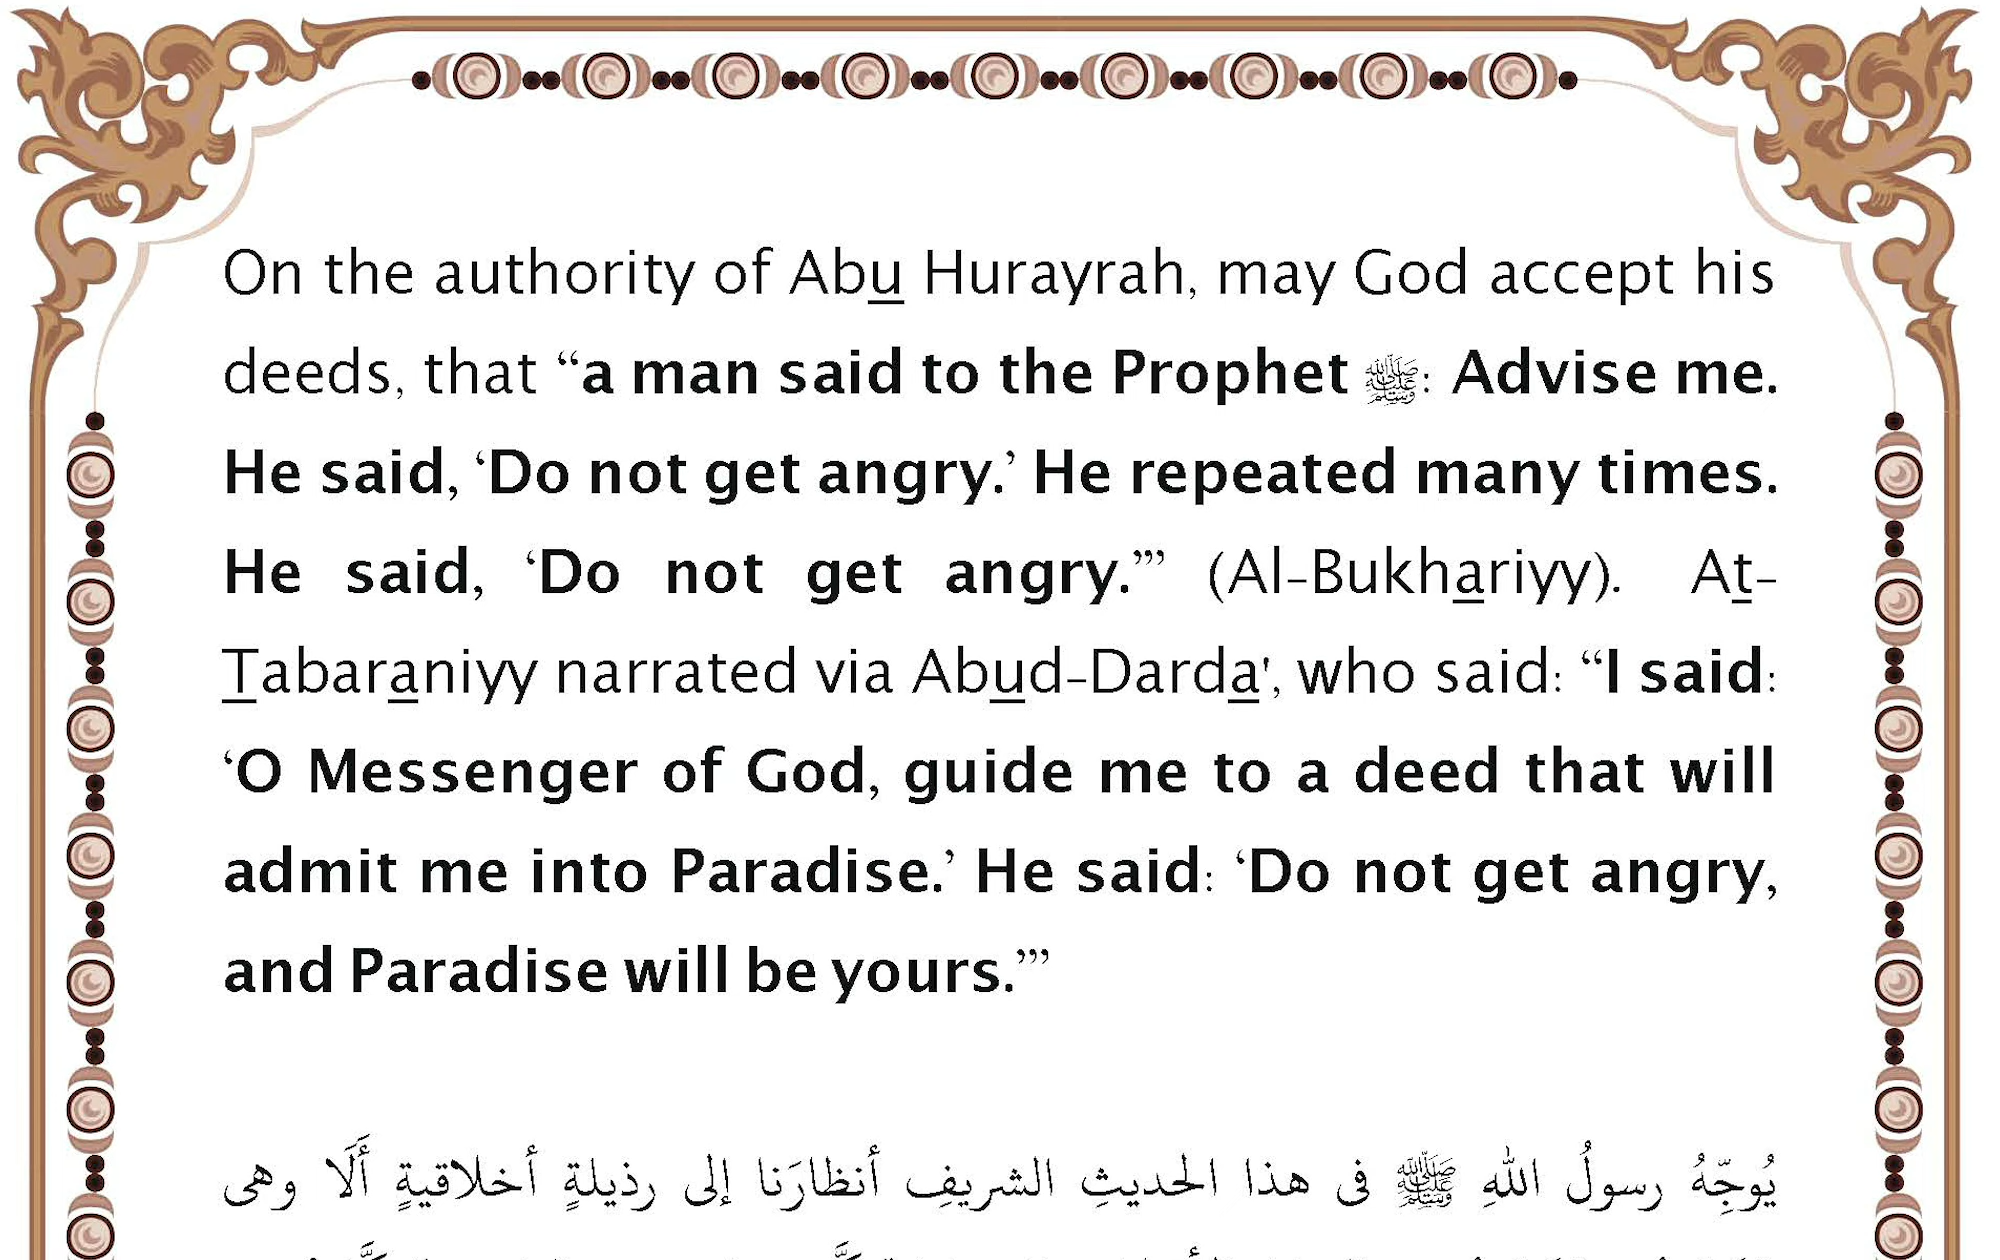 On the authority of Abu Hurayrah, may God accept his
deeds, that “a man said to the Prophet ﷺ: Advise me.
He said, ‘Do not get angry.’ He repeated many times.
He said, ‘Do not get angry.’” (Al-Bukhariyy). At-
Tabaraniyy narrated via Abud-Darda', who said: “I said:
‘O Messenger of God, guide me to a deed that will
admit me into Paradise.’ He said: ‘Do not get angry,
and Paradise will be yours.’”
يُوجِّهُ رسولُ اللهِ ﷺ فى هذا الحديثِ الشريفِ أنظارَنا إلى رذيلةٍ أخلاقيةٍ أَلَا وهى